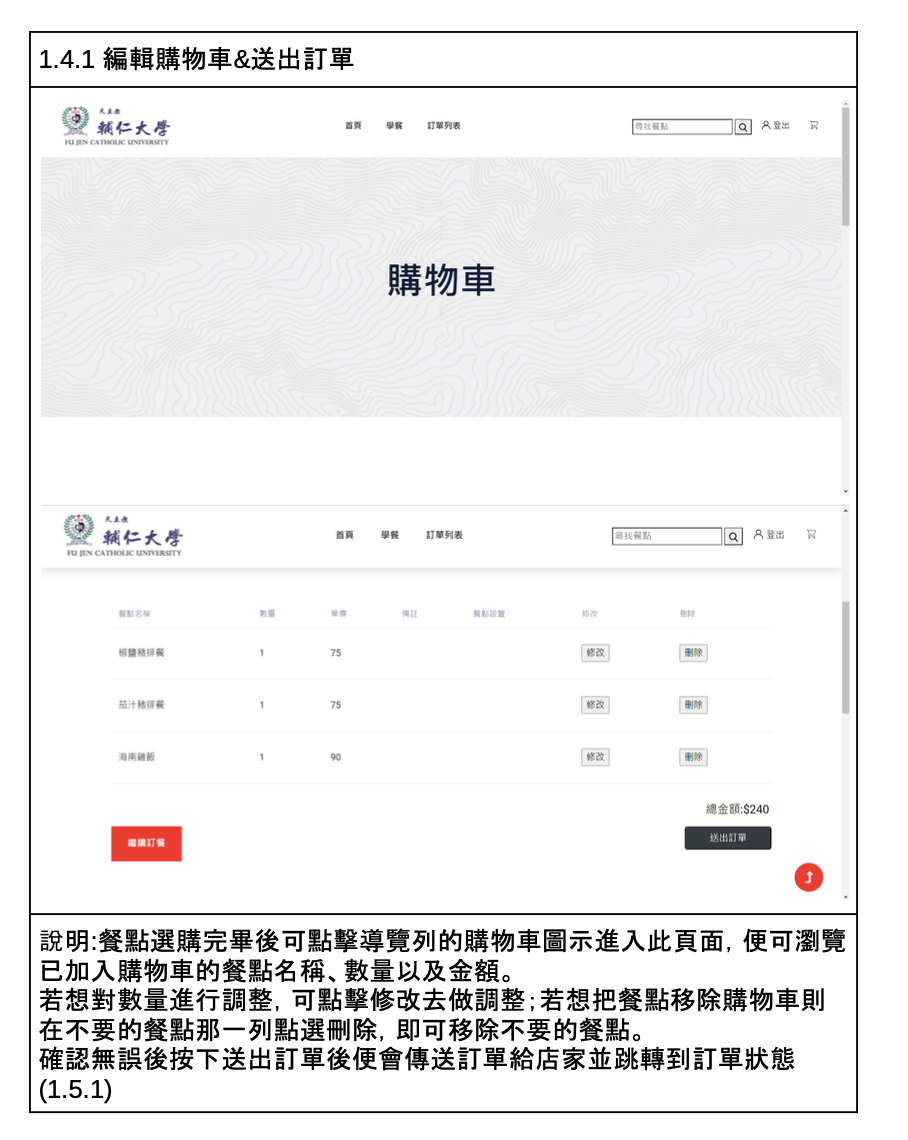 1.4.1 編輯購物車&送出訂單
天主教
輔仁大學
FU JEN CATHOLIC UNIVERSITY
首頁 學餐 訂單列表
尋找餐點
登出
購物車
天主教
輔仁大學
FU JEN CATHOLIC UNIVERSITY
首頁 學餐 訂單列表
尋找餐點
登出
餐點名稱 數量 單價 備註 餐點設置 修改 刪除
椒鹽豬排餐 1 75 修改 刪除
茄汁豬排餐 1 75 修改 刪除
海南雞飯 1 90 修改 刪除
總金額:$240
繼續訂餐
送出訂單
說明:餐點選購完畢後可點擊導覽列的購物車圖示進入此頁面, 便可瀏覽
已加入購物車的餐點名稱、數量以及金額。
若想對數量進行調整, 可點擊修改去做調整;若想把餐點移除購物車則
在不要的餐點那一列點選刪除, 即可移除不要的餐點。
確認無誤後按下送出訂單後便會傳送訂單給店家並跳轉到訂單狀態
(1.5.1)